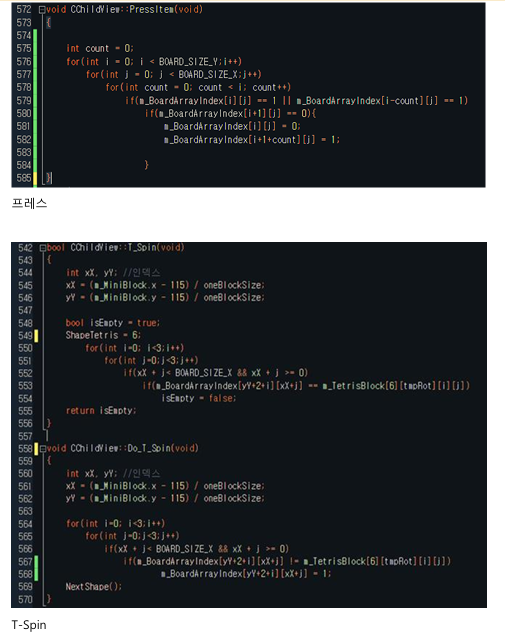 572 void CChildView::PressItem(void)
573 {
574
575 int count = 0;
576 for(int i = 0; i < BOARD_SIZE_Y;i++)
577 for(int j = 0; j < BOARD_SIZE_X;j++)
578 for(int count = 0; count < i; count++)
579 if(m_BoardArrayIndex[i][j] == 1 || m_BoardArrayIndex[i-count][j] == 1)
580 if(m_BoardArrayIndex[i+1][j] == 0){
581 m_BoardArrayIndex[i][j] = 0;
582 m_BoardArrayIndex[i+1+count][j] = 1;
583
584 }
585 }
프레스
542 bool CChildView::T_Spin(void)
543 {
544 int xX, yY; //인덱스
545 xX = (m_MiniBlock.x - 115) / oneBlockSize;
546 yY = (m_MiniBlock.y - 115) / oneBlockSize;
547
548 bool isEmpty = true;
549 ShapeTetris = 6;
550 for(int i=0; i<3;i++)
551 for(int j=0;j<3;j++)
552 if(xX + j< BOARD_SIZE_X && xX + j >= 0)
553 if(m_BoardArrayIndex[yY+2+i][xX+j] == m_TetrisBlock[6][tmpRot][i][j])
554 isEmpty = false;
555 return isEmpty;
556 }
557
558 void CChildView::Do_T_Spin(void)
559 {
560 int xX, yY; //인덱스
561 xX = (m_MiniBlock.x - 115) / oneBlockSize;
562 yY = (m_MiniBlock.y - 115) / oneBlockSize;
563
564 for(int i=0; i<3;i++)
565 for(int j=0;j<3;j++)
566 if(xX + j< BOARD_SIZE_X && xX + j >= 0)
567 if(m_BoardArrayIndex[yY+2+i][xX+j] != m_TetrisBlock[6][tmpRot][i][j])
568 m_BoardArrayIndex[yY+2+i][xX+j] = 1;
569 NextShape();
570 }
T-Spin